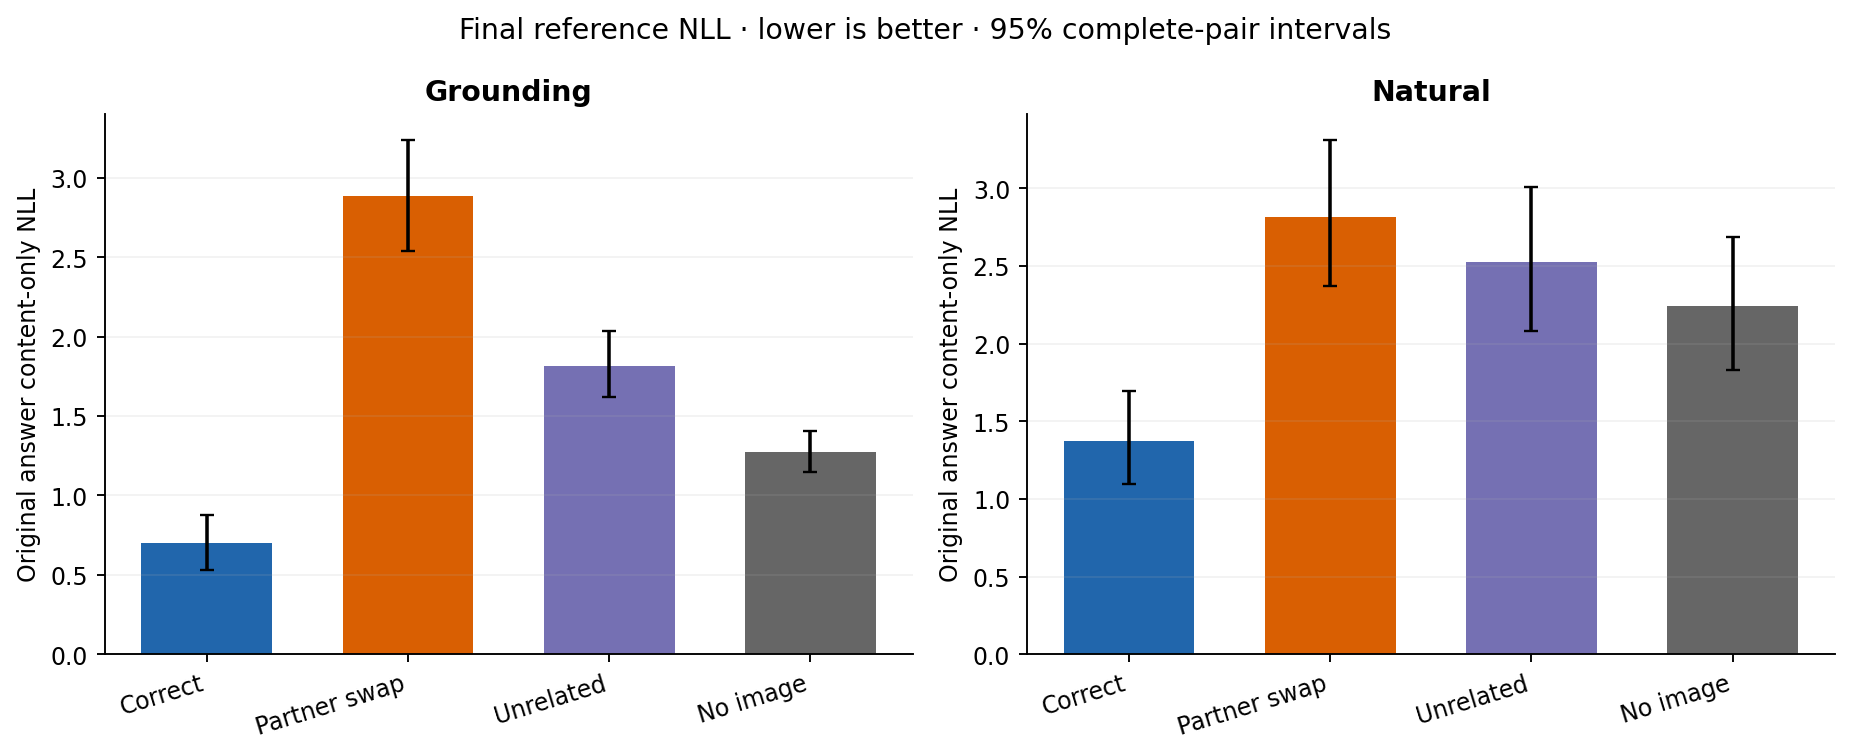 Final reference NLL · lower is better · 95% complete-pair intervals
Grounding
Original answer content-only NLL
3.0
2.5
2.0
1.5
1.0
0.5
0.0
Correct
Partner swap
Unrelated
No image
Natural
Original answer content-only NLL
3.0
2.5
2.0
1.5
1.0
0.5
0.0
Correct
Partner swap
Unrelated
No image